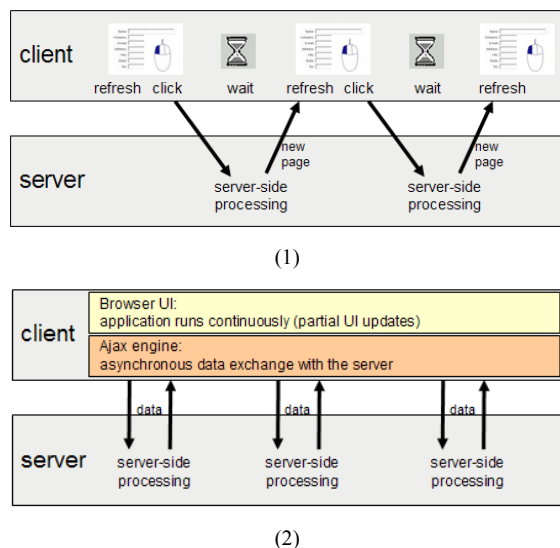 client
refresh click wait refresh click wait refresh
new
page
new
page
server
server-side
processing
server-side
processing
(1)
client
Browser UI:
application runs continuously (partial UI updates)
Ajax engine:
asynchronous data exchange with the server
data data data
server
server-side
processing
server-side
processing
server-side
processing
(2)